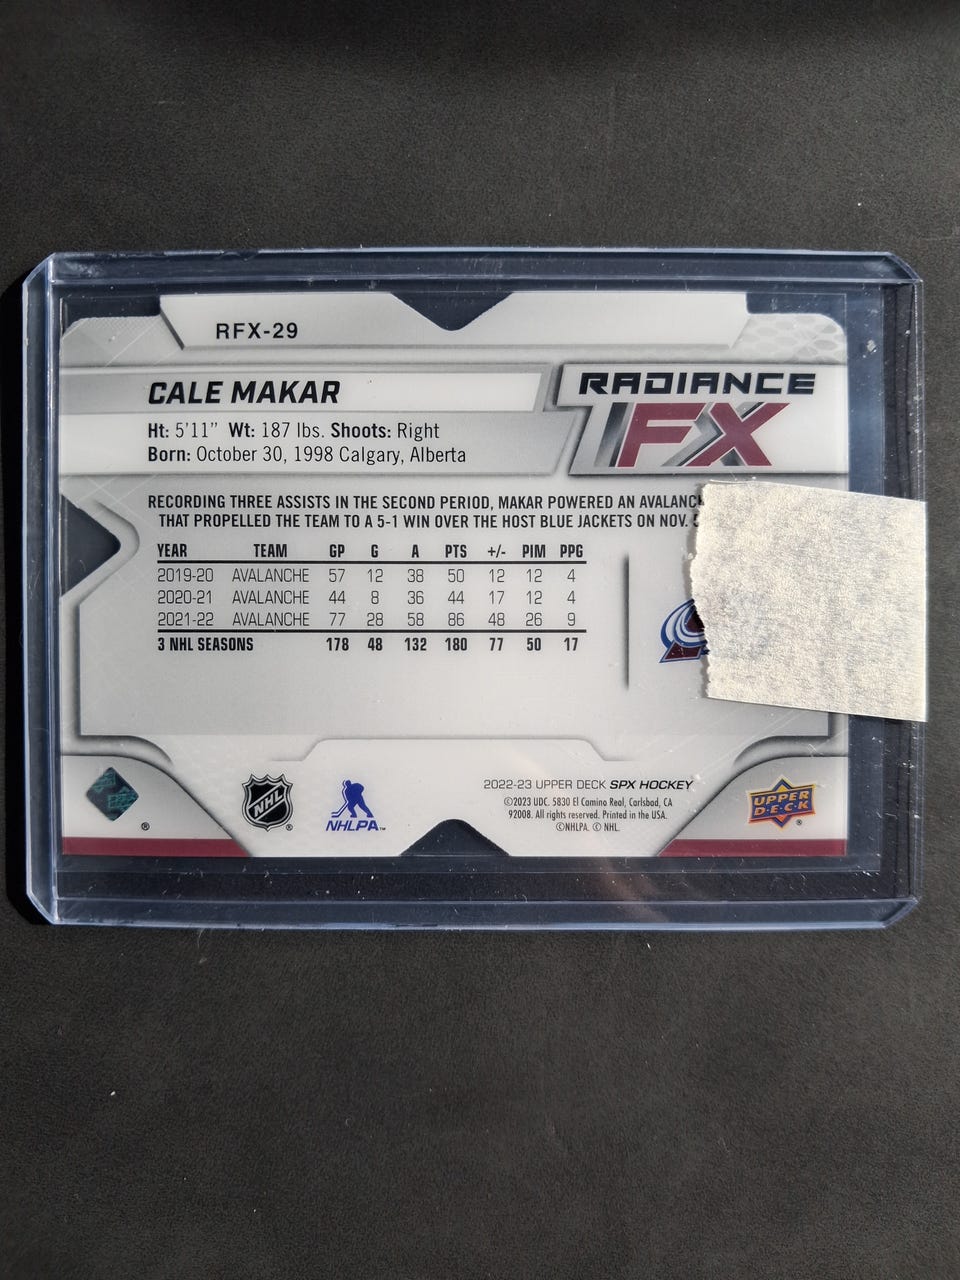 RFX-29
CALE MAKAR
RADIANCE
FX
Ht: 5'11" Wt: 187 lbs. Shoots: Right
Born: October 30, 1998 Calgary, Alberta
RECORDING THREE ASSISTS IN THE SECOND PERIOD, MAKAR POWERED AN
THAT PROPELLED THE TEAM TO A 5-1 WIN OVER THE HOST BLUE JACKETS ON NOV.
YEAR TEAM GP G A PTS +/- PIM PPG
2019-20 AVALANCHE 57 12 38 50 12 12 4
2020-21 AVALANCHE 44 8 36 44 17 12 4
2021-22 AVALANCHE 77 28 58 86 48 26 9
3 NHL SEASONS 178 48 132 180 77 50 17
NHL ®
NHLPA™
2022-23 UPPER DECK SPX HOCKEY
©2023 UDC. 5830 El Camino Real, Carlsbad, CA
92008. All rights reserved. Printed in the USA.
©NHLPA. © NHL.
UPPER
DECK
®
®